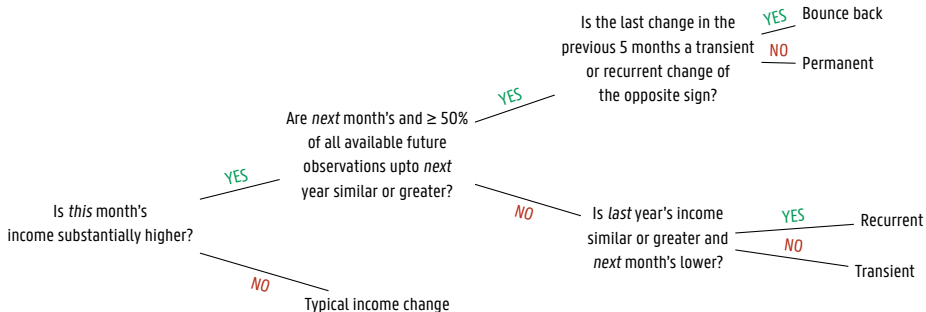 Is this month's
income substantially higher?
YES
NO
Typical income change
Are next month's and ≥ 50%
of all available future
observations upto next
year similar or greater?
YES
NO
Is the last change in the
previous 5 months a transient
or recurrent change of
the opposite sign?
YES
Bounce back
NO
Permanent
Is last year's income
similar or greater and
next month's lower?
YES
Recurrent
NO
Transient